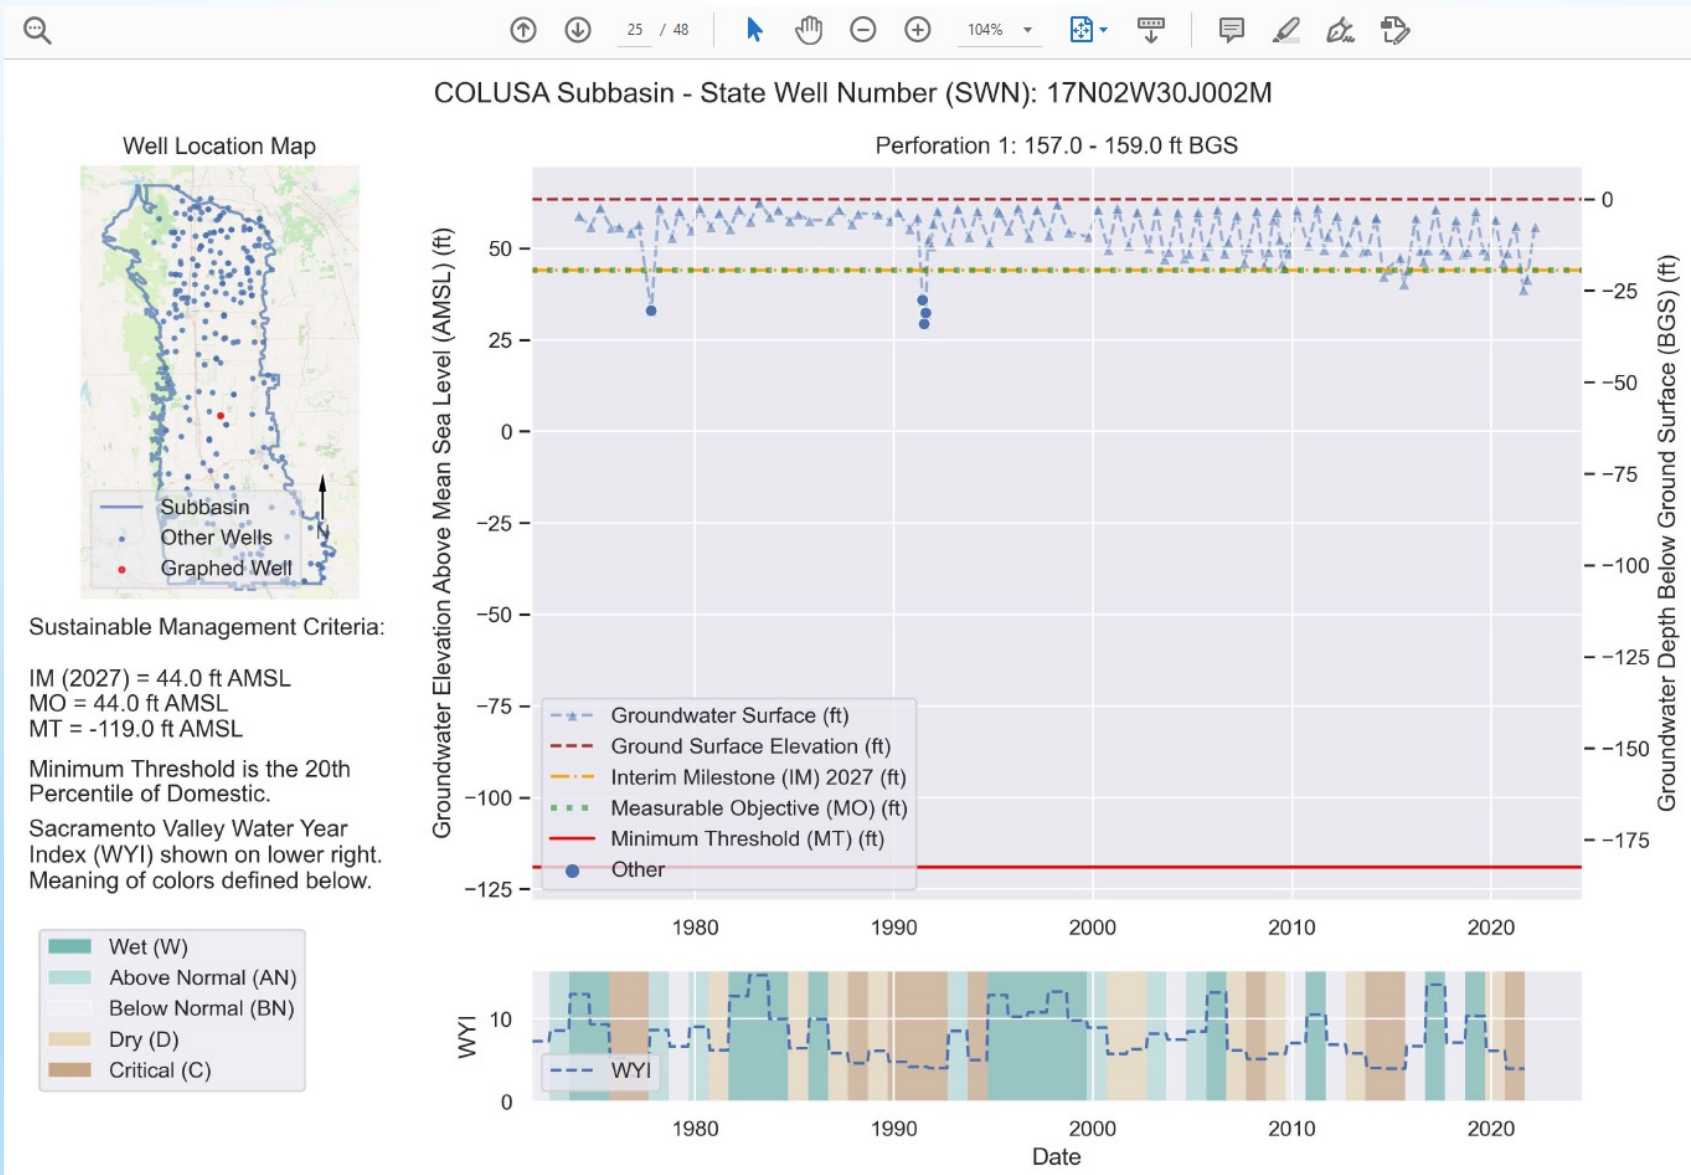 25 / 48
104%
COLUSA Subbasin - State Well Number (SWN): 17N02W30J002M
Well Location Map
Subbasin
Other Wells
Graphed Well
N
Sustainable Management Criteria:
IM (2027) = 44.0 ft AMSL
MO = 44.0 ft AMSL
MT = -119.0 ft AMSL
Minimum Threshold is the 20th
Percentile of Domestic.
Sacramento Valley Water Year
Index (WYI) shown on lower right.
Meaning of colors defined below.
Wet (W)
Above Normal (AN)
Below Normal (BN)
Dry (D)
Critical (C)
Perforation 1: 157.0 - 159.0 ft BGS
Groundwater Elevation Above Mean Sea Level (AMSL) (ft)
50
25
0
−25
−50
−75
−100
−125
Groundwater Surface (ft)
Ground Surface Elevation (ft)
Interim Milestone (IM) 2027 (ft)
Measurable Objective (MO) (ft)
Minimum Threshold (MT) (ft)
Other
0
−25
−50
−75
−100
−125
−150
−175
Groundwater Depth Below Ground Surface (BGS) (ft)
1980 1990 2000 2010 2020
WYI
10
0
WYI
1980 1990 2000 2010 2020
Date